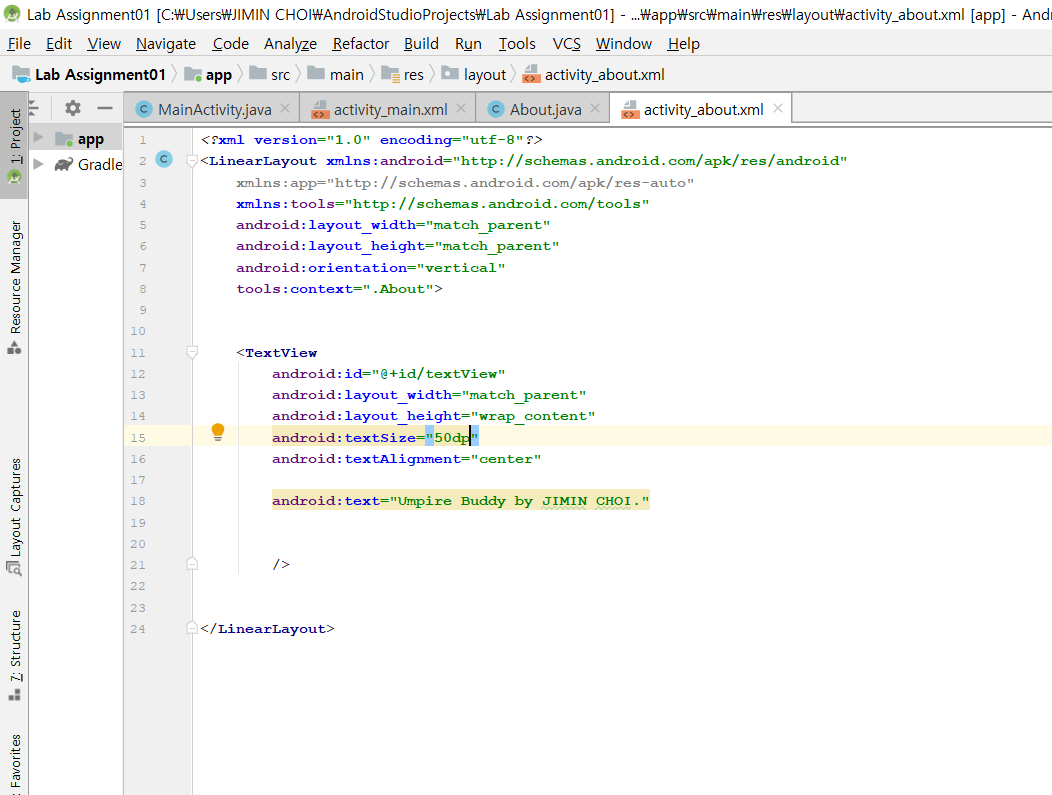 Lab Assignment01 [C:₩Users₩JIMIN CHOI₩AndroidStudioProjects₩Lab Assignment01] - ...₩app₩src₩main₩res₩layout₩activity_about.xml [app] - And
File Edit View Navigate Code Analyze Refactor Build Run Tools VCS Window Help
Lab Assignment01 app src main res layout activity_about.xml
MainActivity.java activity_main.xml About.java activity_about.xml
1: Project
app
Gradle
Resource Manager
Layout Captures
7: Structure
Favorites
1 <?xml version="1.0" encoding="utf-8"?>
2 <LinearLayout xmlns:android="http://schemas.android.com/apk/res/android"
3 xmlns:app="http://schemas.android.com/apk/res-auto"
4 xmlns:tools="http://schemas.android.com/tools"
5 android:layout_width="match_parent"
6 android:layout_height="match_parent"
7 android:orientation="vertical"
8 tools:context=".About">
9
10
11 <TextView
12 android:id="@+id/textView"
13 android:layout_width="match_parent"
14 android:layout_height="wrap_content"
15 android:textSize="50dp"
16 android:textAlignment="center"
17
18 android:text="Umpire Buddy by JIMIN CHOI."
19
20
21 />
22
23
24 </LinearLayout>